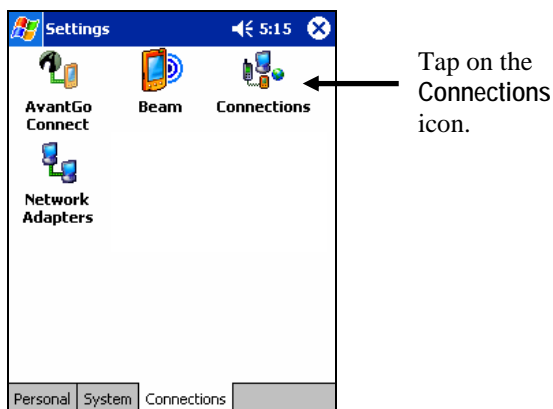 Settings 5:15
AvantGo
Connect
Beam
Connections
Network
Adapters
Personal System Connections
Tap on the
Connections
icon.